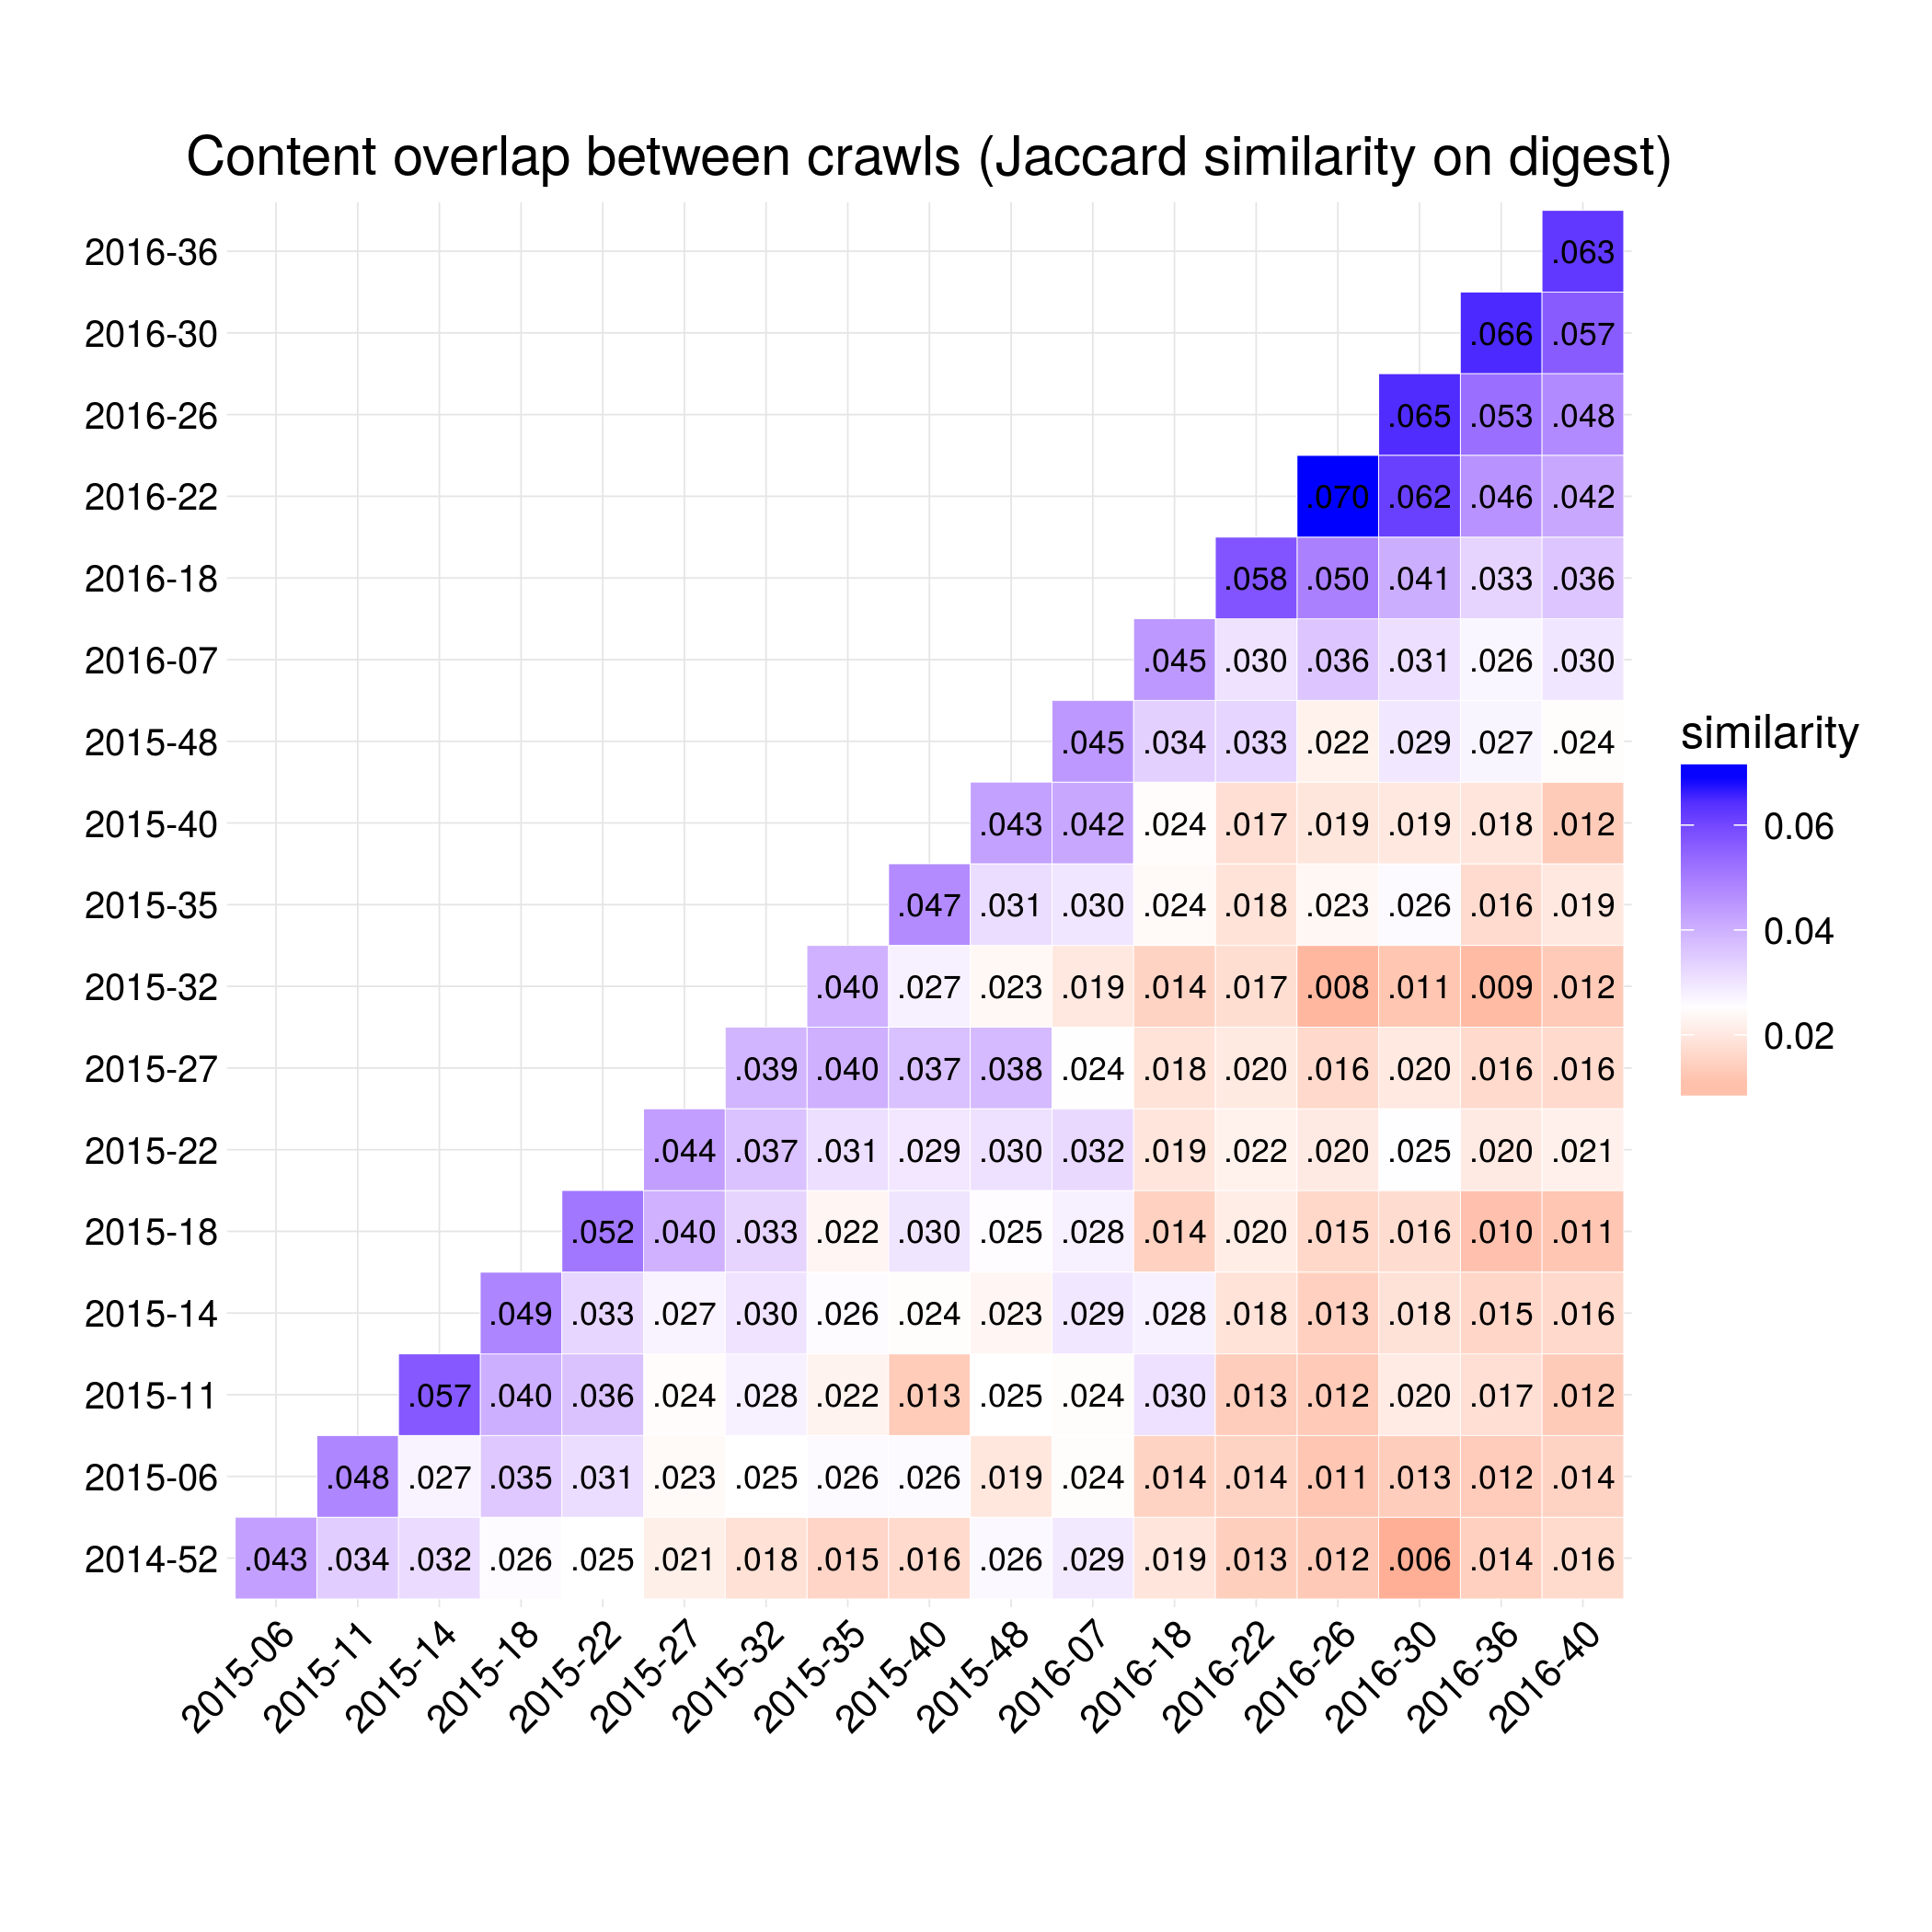 Content overlap between crawls (Jaccard similarity on digest)
2016-36 .063
2016-30 .066 .057
2016-26 .065 .053 .048
2016-22 .070 .062 .046 .042
2016-18 .058 .050 .041 .033 .036
2016-07 .045 .030 .036 .031 .026 .030
2015-48 .045 .034 .033 .022 .029 .027 .024
2015-40 .043 .042 .024 .017 .019 .019 .018 .012
2015-35 .047 .031 .030 .024 .018 .023 .026 .016 .019
2015-32 .040 .027 .023 .019 .014 .017 .008 .011 .009 .012
2015-27 .039 .040 .037 .038 .024 .018 .020 .016 .020 .016 .016
2015-22 .044 .037 .031 .029 .030 .032 .019 .022 .020 .025 .020 .021
2015-18 .052 .040 .033 .022 .030 .025 .028 .014 .020 .015 .016 .010 .011
2015-14 .049 .033 .027 .030 .026 .024 .023 .029 .028 .018 .013 .018 .015 .016
2015-11 .057 .040 .036 .024 .028 .022 .013 .025 .024 .030 .013 .012 .020 .017 .012
2015-06 .048 .027 .035 .031 .023 .025 .026 .026 .019 .024 .014 .014 .011 .013 .012 .014
2014-52 .043 .034 .032 .026 .025 .021 .018 .015 .016 .026 .029 .019 .013 .012 .006 .014 .016
2015-06 2015-11 2015-14 2015-18 2015-22 2015-27 2015-32 2015-35 2015-40 2015-48 2016-07 2016-18 2016-22 2016-26 2016-30 2016-36 2016-40
similarity
0.06
0.04
0.02